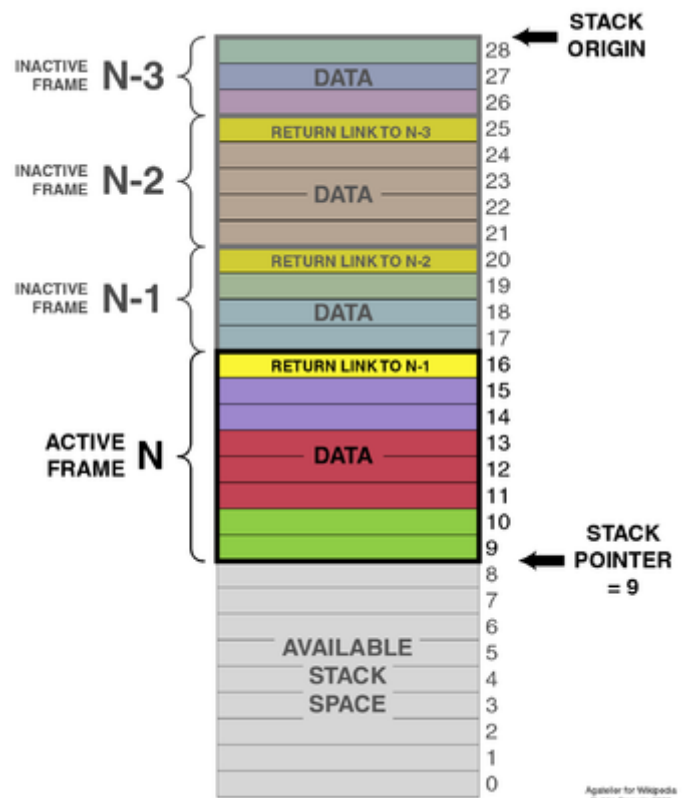 STACK
ORIGIN
28
INACTIVE
FRAME N-3
27
DATA
26
25
RETURN LINK TO N-3
24
INACTIVE
FRAME N-2
23
DATA
22
21
20
RETURN LINK TO N-2
19
INACTIVE
FRAME N-1
18
DATA
17
16
RETURN LINK TO N-1
15
14
13
ACTIVE
FRAME N
DATA
12
11
10
9
STACK
POINTER
= 9
8
7
6
AVAILABLE
STACK
SPACE
5
4
3
2
1
0
Agateller for Wikipedia